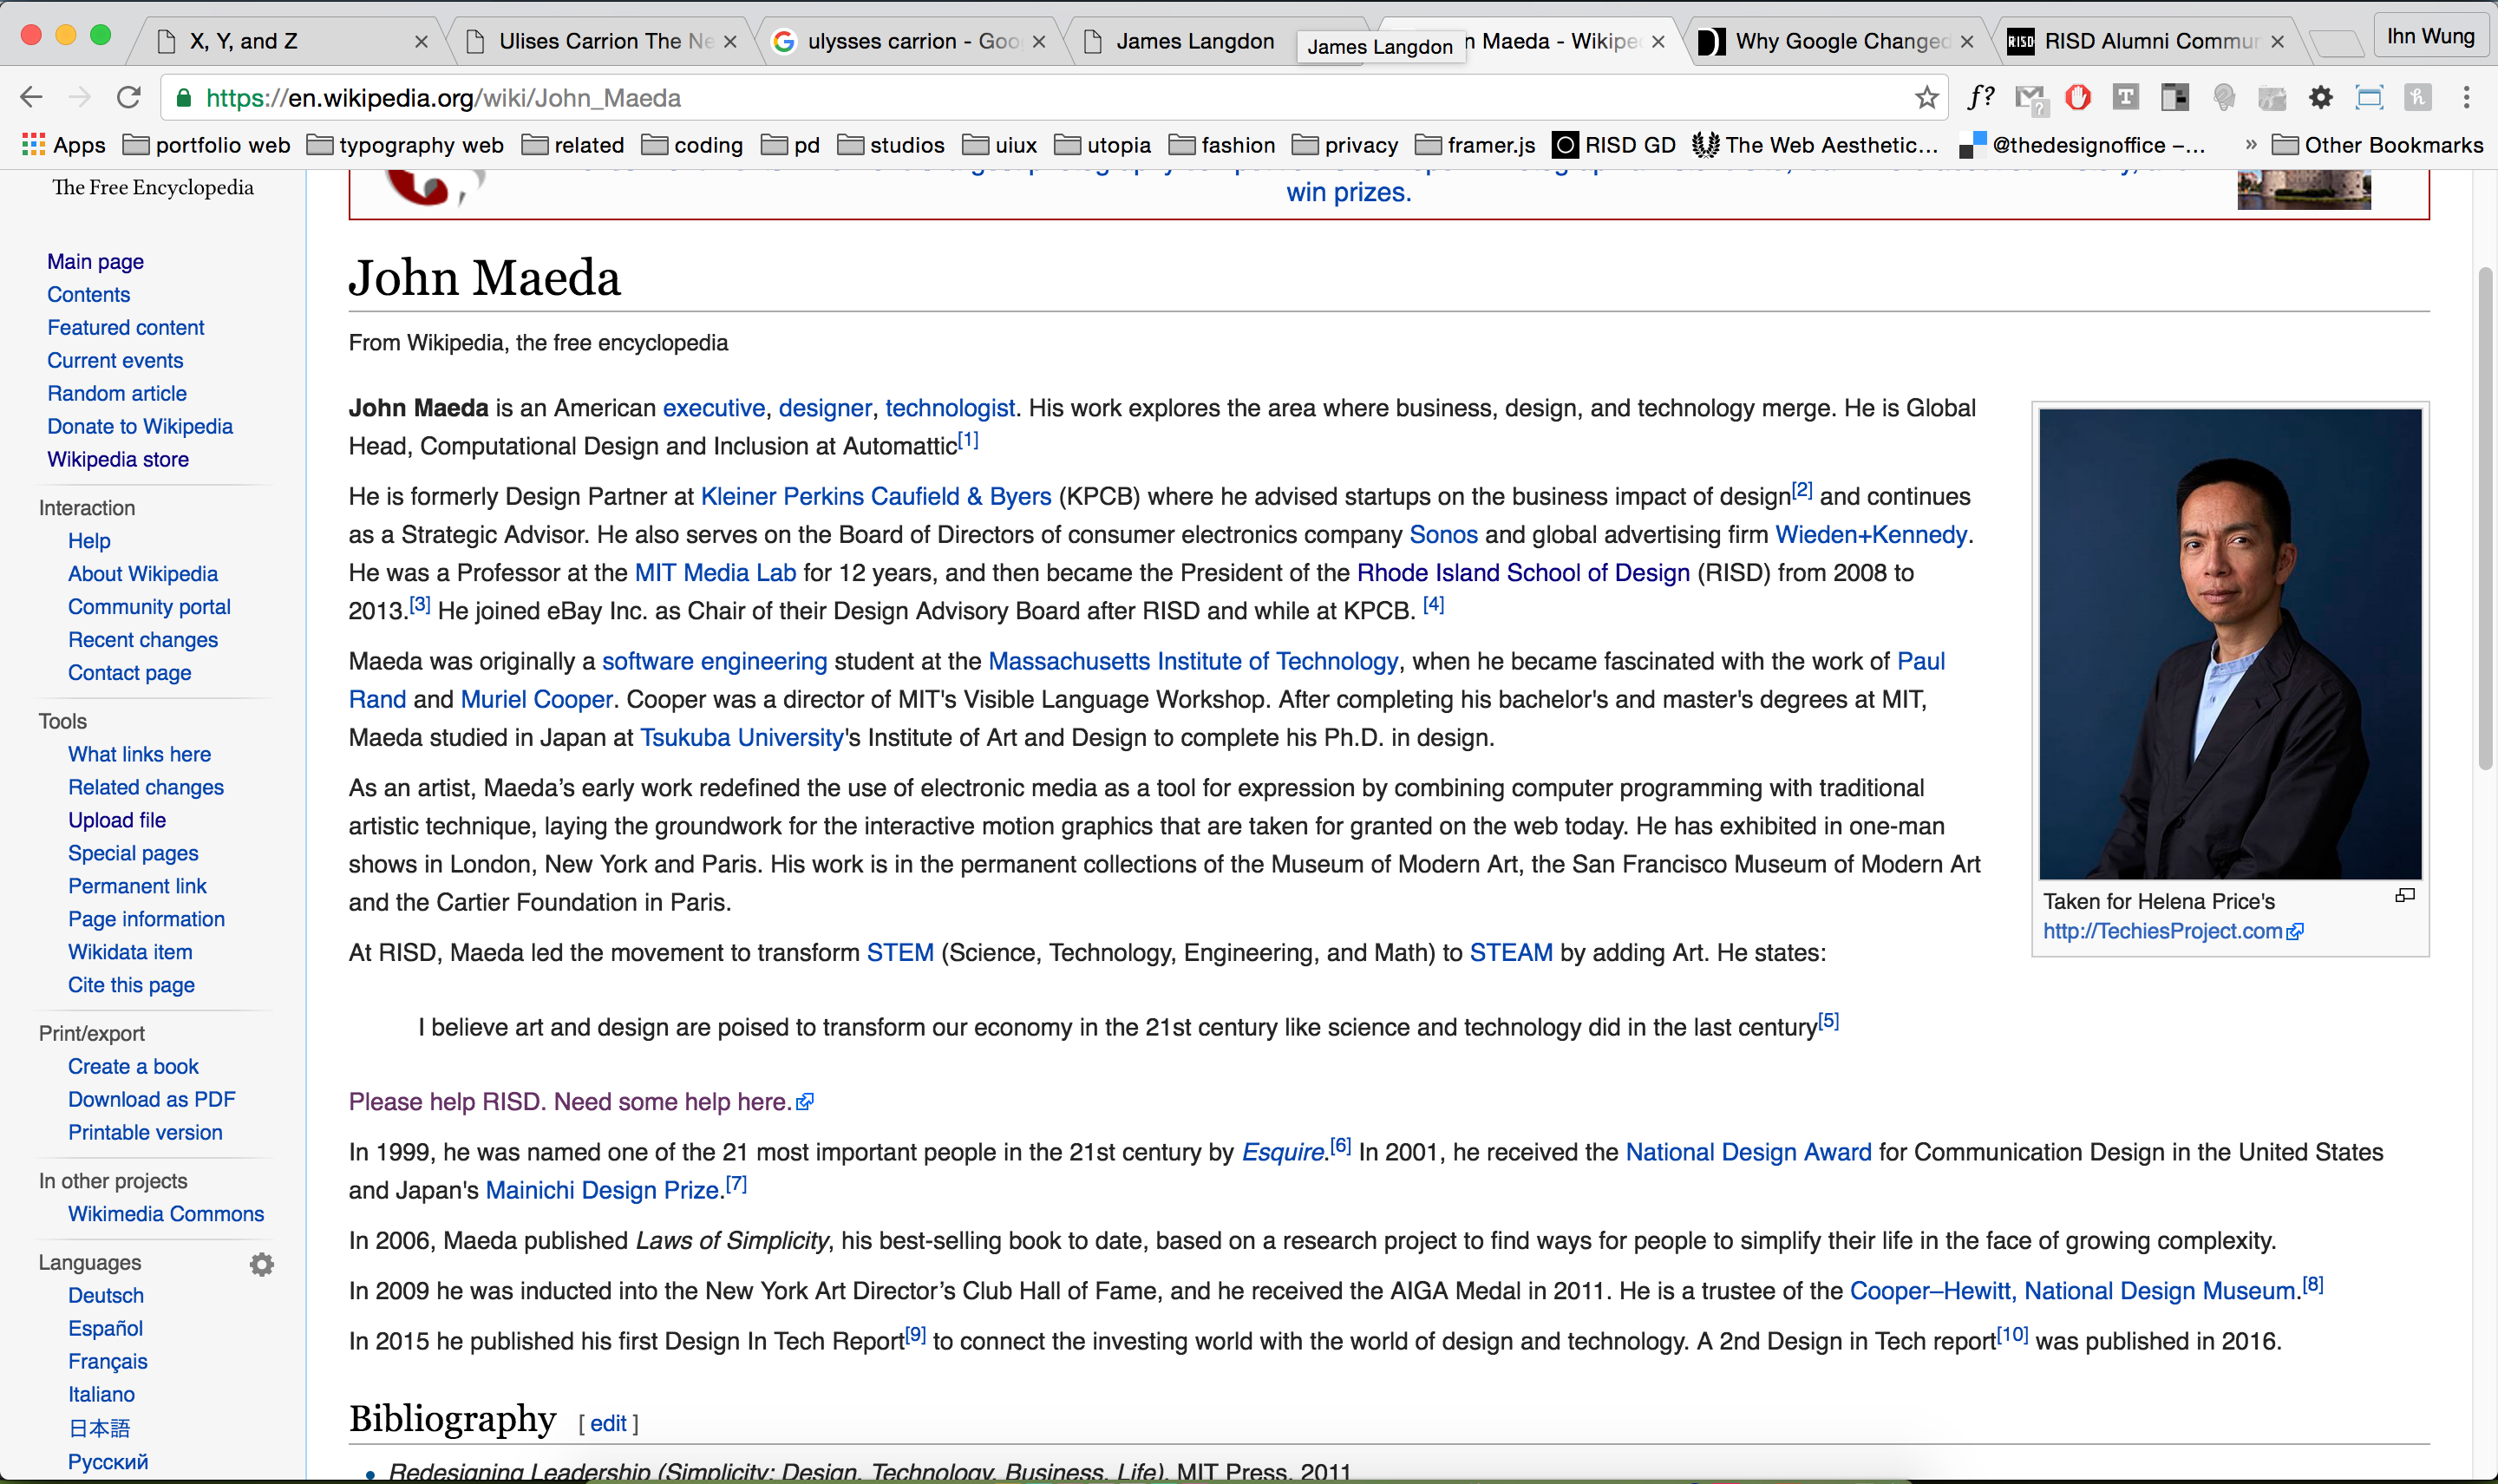 X, Y, and Z
Ulises Carrion The Ne
ulysses carrion - Goo
James Langdon
James Langdon
n Maeda - Wikipe
Why Google Changed
RISD RISD Alumni Commun
Ihn Wung
https://en.wikipedia.org/wiki/John_Maeda
Apps portfolio web typography web related coding pd studios uiux utopia fashion privacy framer.js RISD GD The Web Aesthetic... @thedesignoffice –... » Other Bookmarks
The Free Encyclopedia
Main page
Contents
Featured content
Current events
Random article
Donate to Wikipedia
Wikipedia store
Interaction
Help
About Wikipedia
Community portal
Recent changes
Contact page
Tools
What links here
Related changes
Upload file
Special pages
Permanent link
Page information
Wikidata item
Cite this page
Print/export
Create a book
Download as PDF
Printable version
In other projects
Wikimedia Commons
Languages
Deutsch
Español
Français
Italiano
日本語
Русский
win prizes.
John Maeda
From Wikipedia, the free encyclopedia
John Maeda is an American executive, designer, technologist. His work explores the area where business, design, and technology merge. He is Global
Head, Computational Design and Inclusion at Automattic[1]
He is formerly Design Partner at Kleiner Perkins Caufield & Byers (KPCB) where he advised startups on the business impact of design[2] and continues
as a Strategic Advisor. He also serves on the Board of Directors of consumer electronics company Sonos and global advertising firm Wieden+Kennedy.
He was a Professor at the MIT Media Lab for 12 years, and then became the President of the Rhode Island School of Design (RISD) from 2008 to
2013.[3] He joined eBay Inc. as Chair of their Design Advisory Board after RISD and while at KPCB. [4]
Maeda was originally a software engineering student at the Massachusetts Institute of Technology, when he became fascinated with the work of Paul
Rand and Muriel Cooper. Cooper was a director of MIT's Visible Language Workshop. After completing his bachelor's and master's degrees at MIT,
Maeda studied in Japan at Tsukuba University's Institute of Art and Design to complete his Ph.D. in design.
As an artist, Maeda’s early work redefined the use of electronic media as a tool for expression by combining computer programming with traditional
artistic technique, laying the groundwork for the interactive motion graphics that are taken for granted on the web today. He has exhibited in one-man
shows in London, New York and Paris. His work is in the permanent collections of the Museum of Modern Art, the San Francisco Museum of Modern Art
and the Cartier Foundation in Paris.
At RISD, Maeda led the movement to transform STEM (Science, Technology, Engineering, and Math) to STEAM by adding Art. He states:
I believe art and design are poised to transform our economy in the 21st century like science and technology did in the last century[5]
Please help RISD. Need some help here.
In 1999, he was named one of the 21 most important people in the 21st century by Esquire.[6] In 2001, he received the National Design Award for Communication Design in the United States
and Japan's Mainichi Design Prize.[7]
In 2006, Maeda published Laws of Simplicity, his best-selling book to date, based on a research project to find ways for people to simplify their life in the face of growing complexity.
In 2009 he was inducted into the New York Art Director’s Club Hall of Fame, and he received the AIGA Medal in 2011. He is a trustee of the Cooper–Hewitt, National Design Museum.[8]
In 2015 he published his first Design In Tech Report[9] to connect the investing world with the world of design and technology. A 2nd Design in Tech report[10] was published in 2016.
Bibliography [ edit ]
Redesigning Leadership (Simplicity: Design, Technology, Business, Life), MIT Press, 2011
Taken for Helena Price's
http://TechiesProject.com